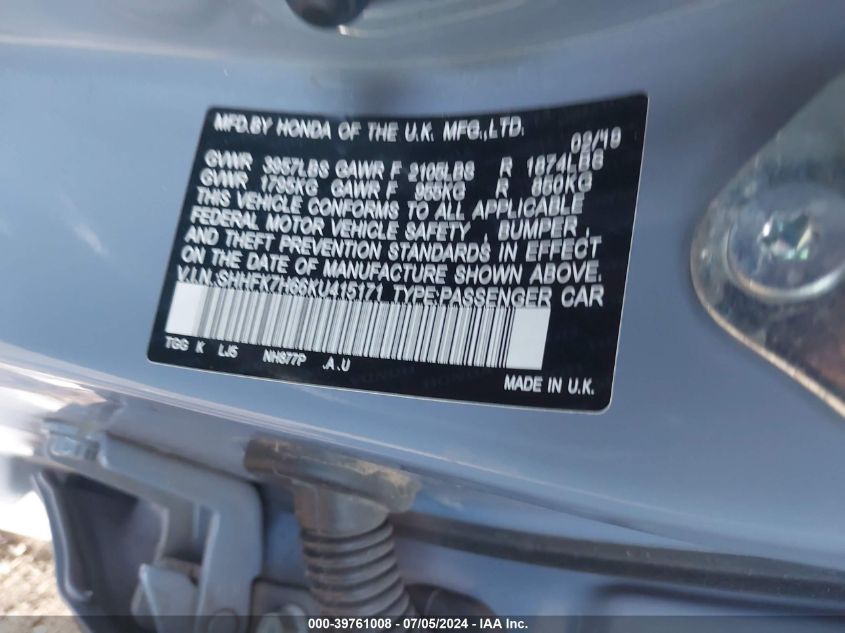 MFD.BY HONDA OF THE U.K. MFG.,LTD. 02/19
GVWR 3957LBS GAWR F 2105LBS R 1874LBS
GVWR 1795KG GAWR F 955KG R 850KG
THIS VEHICLE CONFORMS TO ALL APPLICABLE
FEDERAL MOTOR VEHICLE SAFETY , BUMPER ,
AND THEFT PREVENTION STANDARDS IN EFFECT
ON THE DATE OF MANUFACTURE SHOWN ABOVE.
V.I.N.SHHFK7H66KU415171 TYPE:PASSENGER CAR
TGG K LJ5 NH877P .A.U
MADE IN U.K.
000-39761008 / 07/05/2024 - IAA Inc.